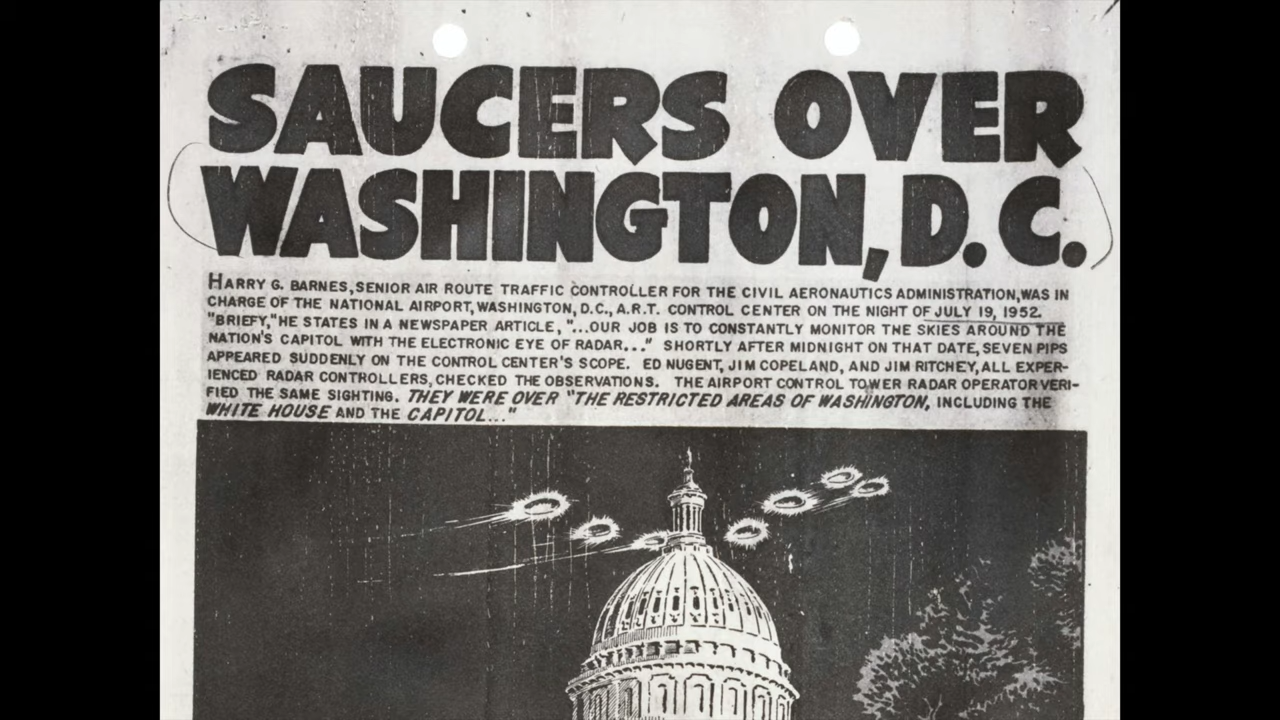 SAUCERS OVER
WASHINGTON, D.C.
HARRY G. BARNES, SENIOR AIR ROUTE TRAFFIC CONTROLLER FOR THE CIVIL AERONAUTICS ADMINISTRATION, WAS IN
CHARGE OF THE NATIONAL AIRPORT, WASHINGTON, D.C., A.R.T. CONTROL CENTER ON THE NIGHT OF JULY 19, 1952.
"BRIEFY," HE STATES IN A NEWSPAPER ARTICLE, "...OUR JOB IS TO CONSTANTLY MONITOR THE SKIES AROUND THE
NATION'S CAPITOL WITH THE ELECTRONIC EYE OF RADAR..." SHORTLY AFTER MIDNIGHT ON THAT DATE, SEVEN PIPS
APPEARED SUDDENLY ON THE CONTROL CENTER'S SCOPE. ED NUGENT, JIM COPELAND, AND JIM RITCHEY, ALL EXPER-
IENCED RADAR CONTROLLERS, CHECKED THE OBSERVATIONS. THE AIRPORT CONTROL TOWER RADAR OPERATOR VERI-
FIED THE SAME SIGHTING. THEY WERE OVER "THE RESTRICTED AREAS OF WASHINGTON, INCLUDING THE
WHITE HOUSE AND THE CAPITOL..."